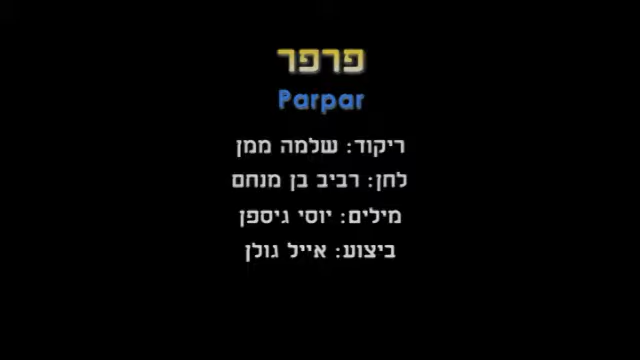 פרפר
Parpar
ריקוד: שלמה ממן
לחן: רביב בן מנחם
מילים: יוסי גיספן
ביצוע: אייל גולן